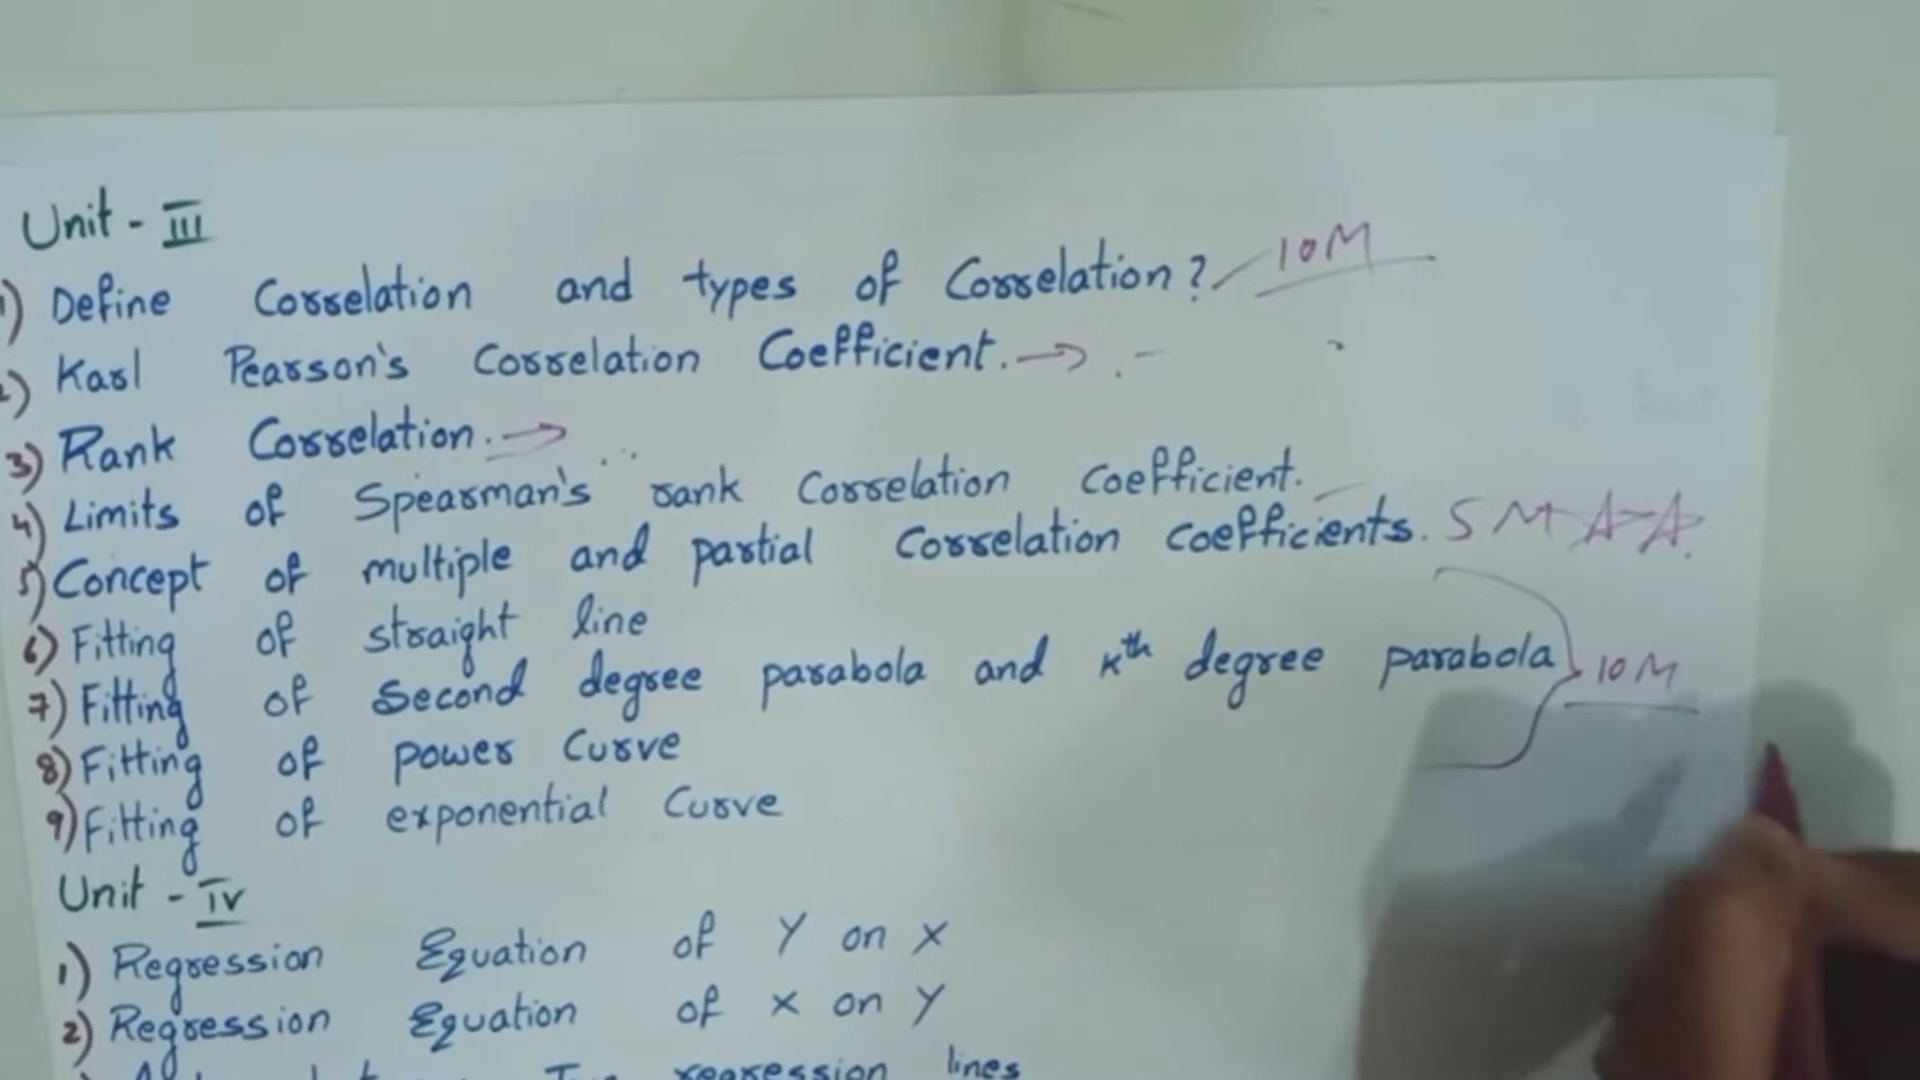 Unit - III
1) Define Correlation and types of Correlation? 10M
2) Karl Pearson's Correlation Coefficient. →
3) Rank Correlation. →
4) Limits of Spearman's rank Correlation Coefficient.
5) Concept of multiple and partial Correlation Coefficients. 5M
6) Fitting of straight line
7) Fitting of Second degree parabola and Kth degree parabola 10M
8) Fitting of power Curve
9) Fitting of exponential Curve
Unit - IV
1) Regression Equation of Y on X
2) Regression Equation of X on Y
regression lines